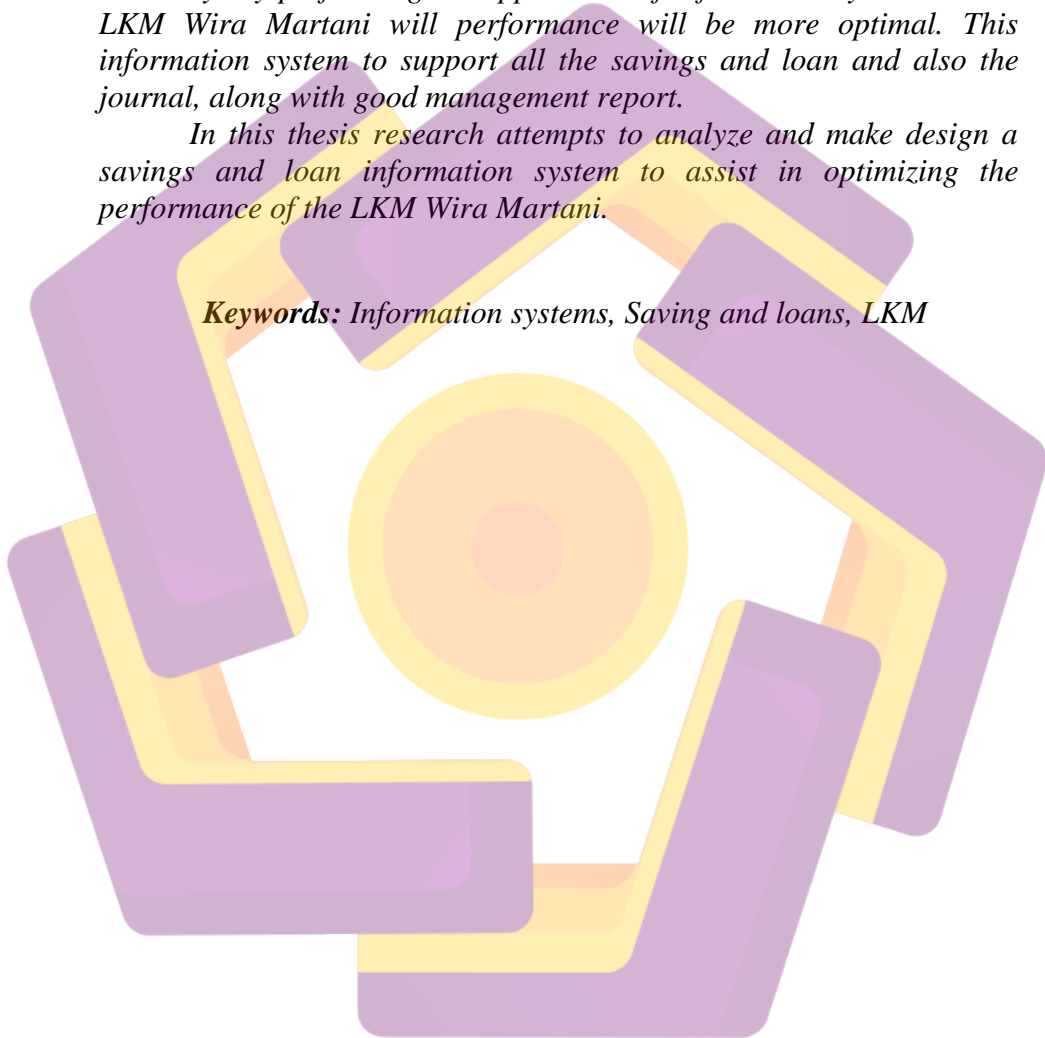 LKM Wira Martani will performance will be more optimal. This
information system to support all the savings and loan and also the
journal, along with good management report.
In this thesis research attempts to analyze and make design a
savings and loan information system to assist in optimizing the
performance of the LKM Wira Martani.
Keywords: Information systems, Saving and loans, LKM